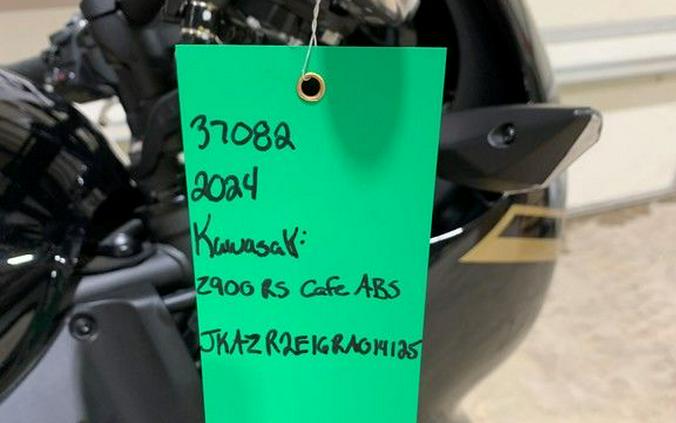 37082
2024
Kawasaki
Z900 RS Cafe ABS
JKAZR2E16RA014125